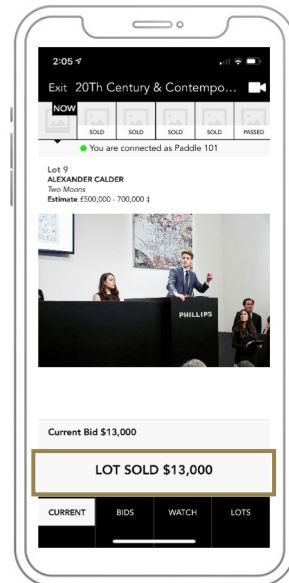 2:05
Exit 20Th Century & Contempo...
NOW
SOLD SOLD SOLD SOLD PASSED
You are connected as Paddle 101
Lot 9
ALEXANDER CALDER
Two Moons
Estimate £500,000 - 700,000 ‡
PHILLIPS
Current Bid $13,000
LOT SOLD $13,000
CURRENT BIDS WATCH LOTS